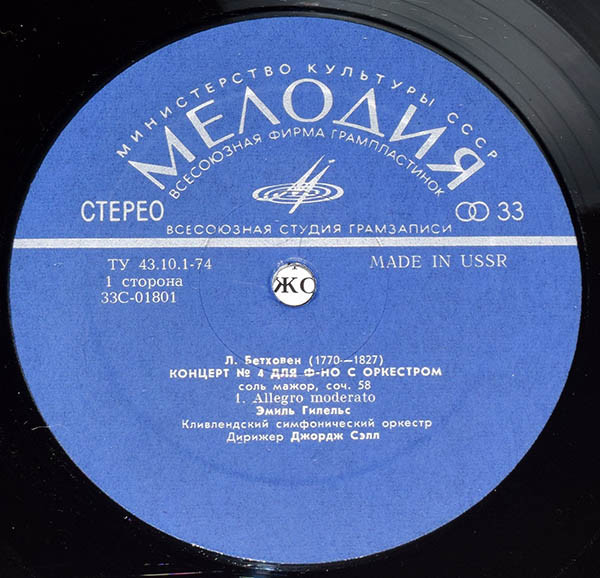 МИНИСТЕРСТВО КУЛЬТУРЫ СССР
МЕЛОДИЯ
ВСЕСОЮЗНАЯ ФИРМА ГРАМПЛАСТИНОК
СТЕРЕО
33
ВСЕСОЮЗНАЯ СТУДИЯ ГРАМЗАПИСИ
ТУ 43.10.1-74
MADE IN USSR
1 сторона
33С-01801
ЖС
Л. Бетховен (1770—1827)
КОНЦЕРТ № 4 ДЛЯ Ф-НО С ОРКЕСТРОМ
соль мажор, соч. 58
1. Allegro moderato
Эмиль Гилельс
Кливлендский симфонический оркестр
Дирижер Джордж Сэлл